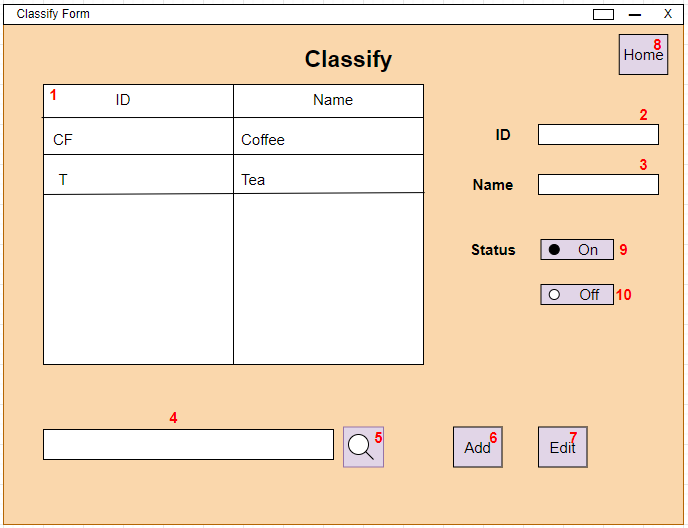 Classify Form X
Classify
8
Home
1 ID Name
2
ID
CF Coffee
3
Name
T Tea
Status On 9
Off 10
4
5
Add 6
Edit 7